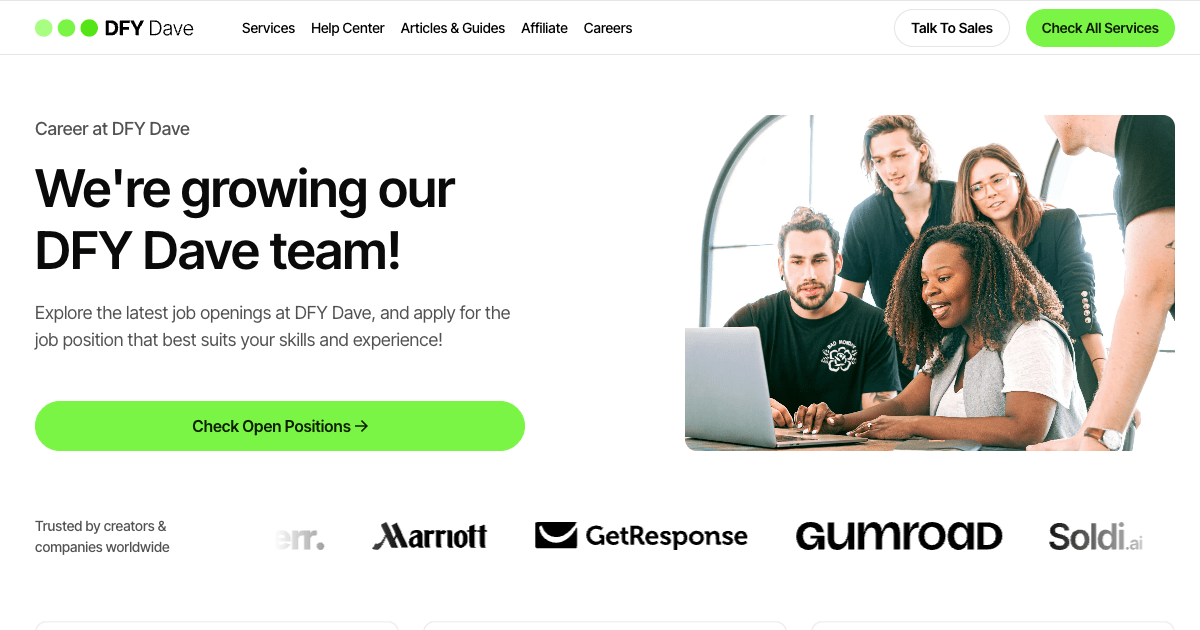 DFY Dave
Services
Help Center
Articles & Guides
Affiliate
Careers
Talk To Sales
Check All Services
Career at DFY Dave
We're growing our
DFY Dave team!
Explore the latest job openings at DFY Dave, and apply for the
job position that best suits your skills and experience!
Check Open Positions →
BAD MONDAY
Trusted by creators &
companies worldwide
err.
Marriott
GetResponse
GUMROAD
Soldi.ai